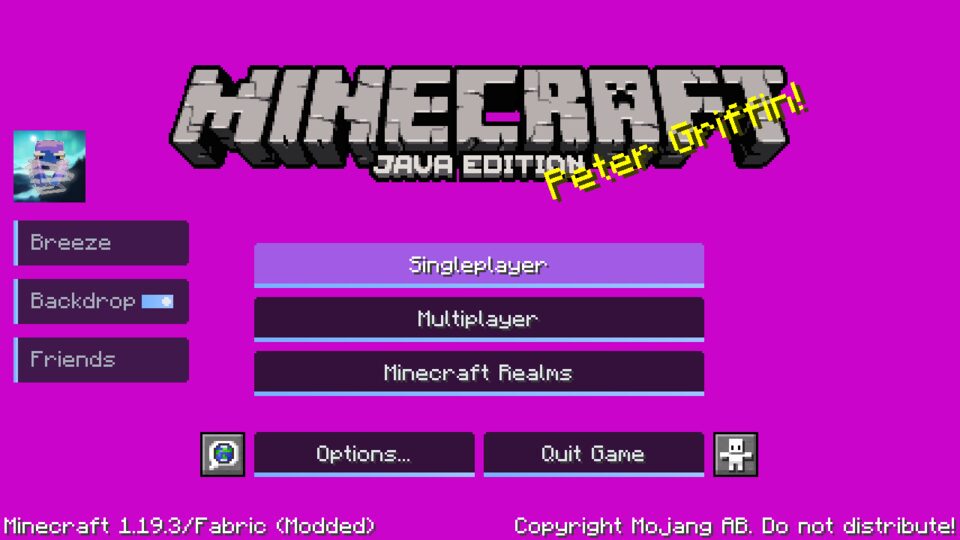 MINECRAFT
JAVA EDITION
Peter Griffin!
Breeze
Backdrop
Friends
Singleplayer
Multiplayer
Minecraft Realms
Options...
Quit Game
Minecraft 1.19.3/Fabric (Modded)
Copyright Mojang AB. Do not distribute!